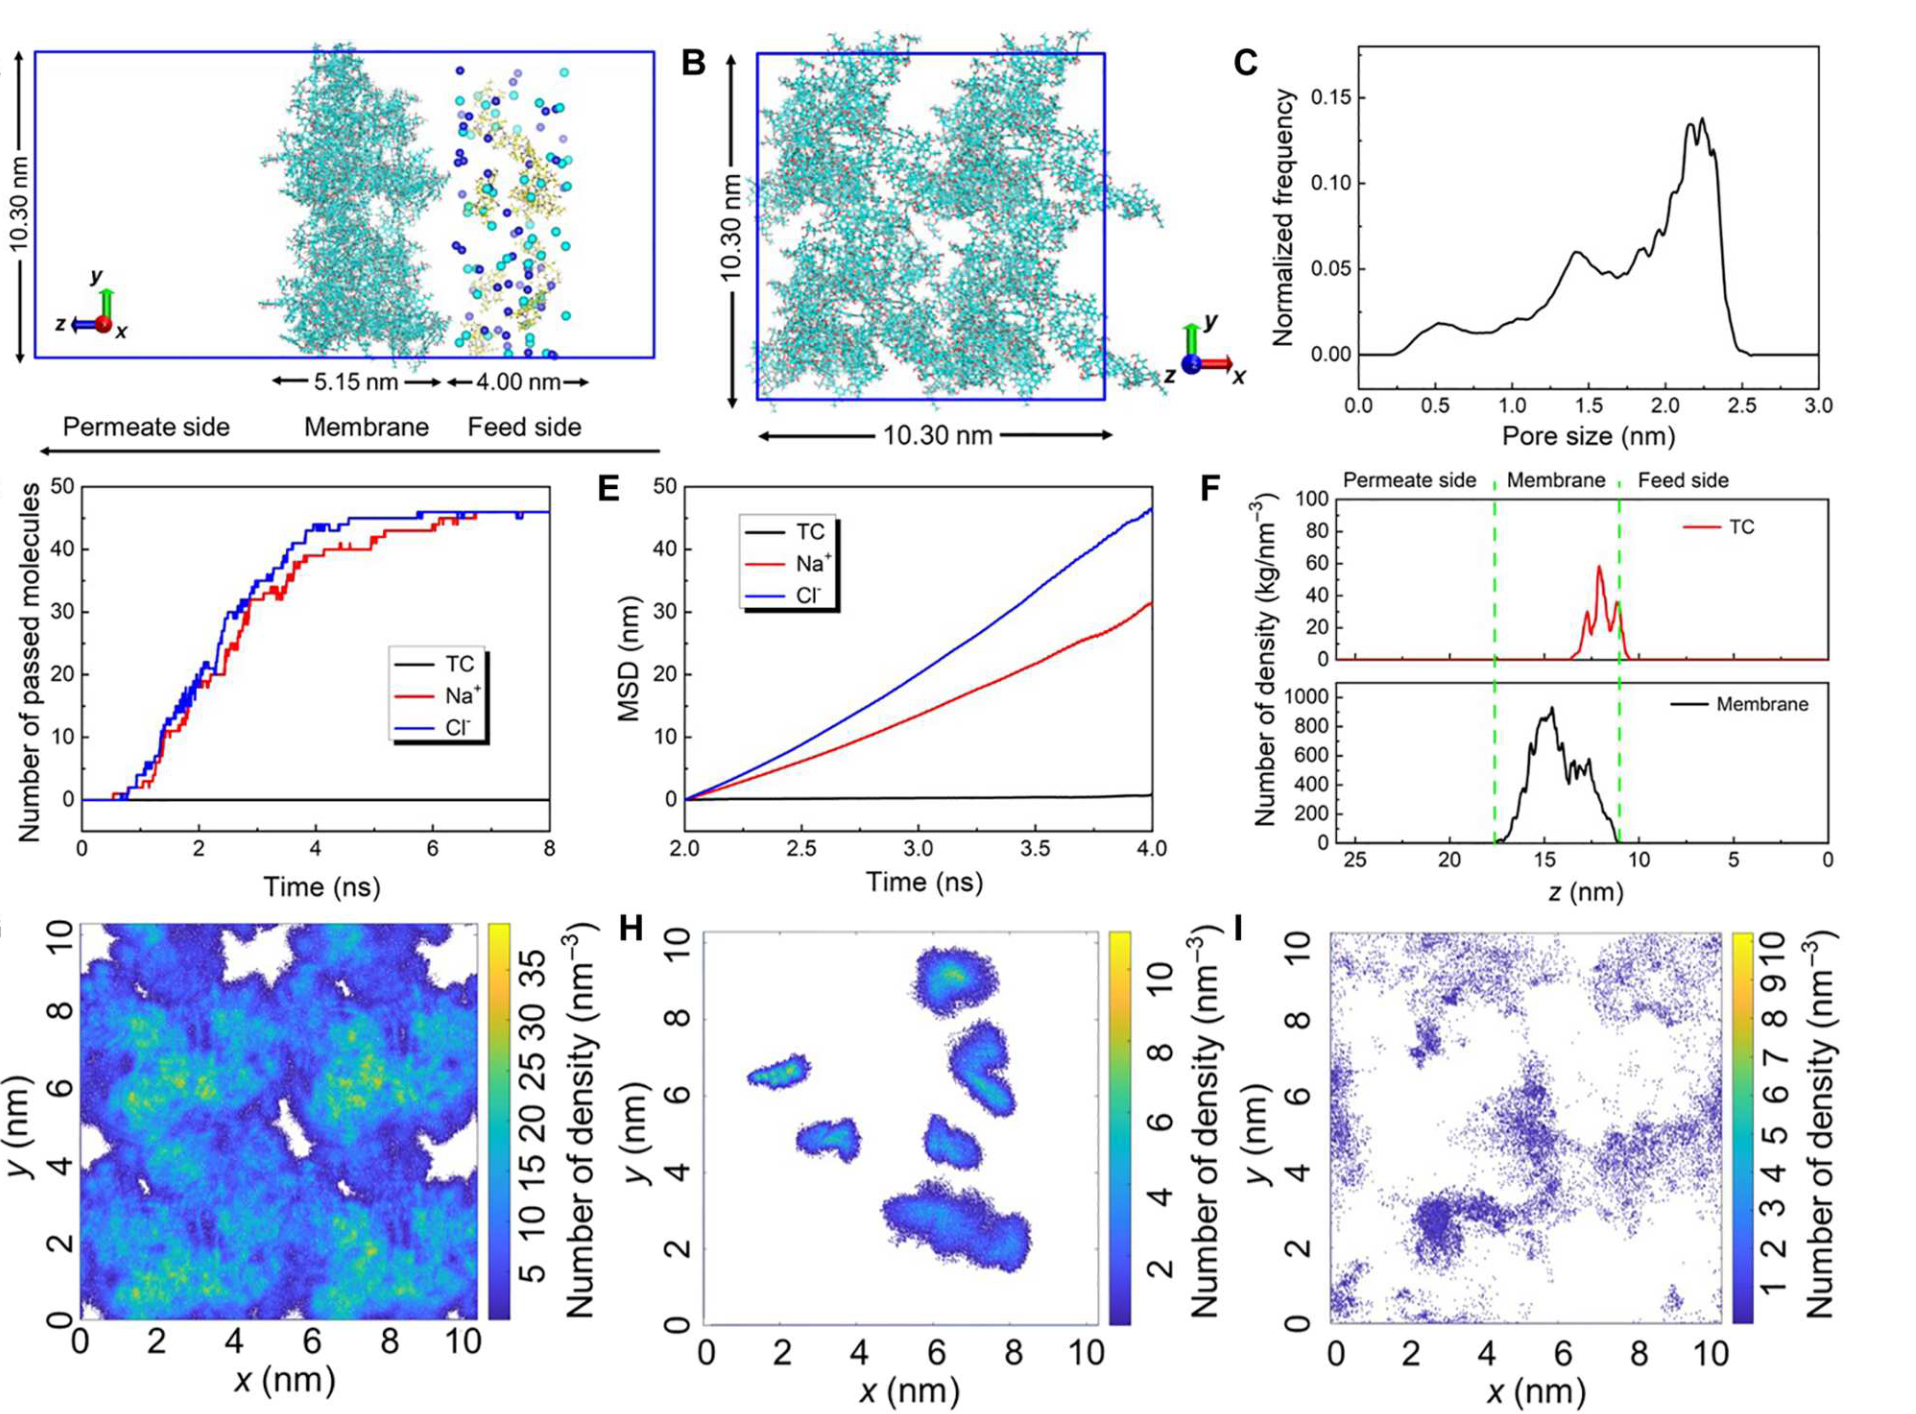 10.30 nm
y
z
x
5.15 nm
4.00 nm
Permeate side
Membrane
Feed side
B
10.30 nm
10.30 nm
y
z
x
C
Normalized frequency
0.15
0.10
0.05
0.00
0.0 0.5 1.0 1.5 2.0 2.5 3.0
Pore size (nm)
Number of passed molecules
50
40
30
20
10
0
TC
Na⁺
Cl⁻
0 2 4 6 8
Time (ns)
E
MSD (nm)
50
40
30
20
10
0
TC
Na⁺
Cl⁻
2.0 2.5 3.0 3.5 4.0
Time (ns)
F
Permeate side Membrane Feed side
Number of density (kg/nm⁻³)
100
80
60
40
20
0
TC
1000
800
600
400
200
0
Membrane
25 20 15 10 5 0
z (nm)
y (nm)
10
8
6
4
2
0
0 2 4 6 8 10
x (nm)
35
30
25
20
15
10
5
Number of density (nm⁻³)
H
y (nm)
10
8
6
4
2
0
0 2 4 6 8 10
x (nm)
10
8
6
4
2
Number of density (nm⁻³)
I
y (nm)
10
8
6
4
2
0
0 2 4 6 8 10
x (nm)
10
9
8
7
6
5
4
3
2
1
Number of density (nm⁻³)